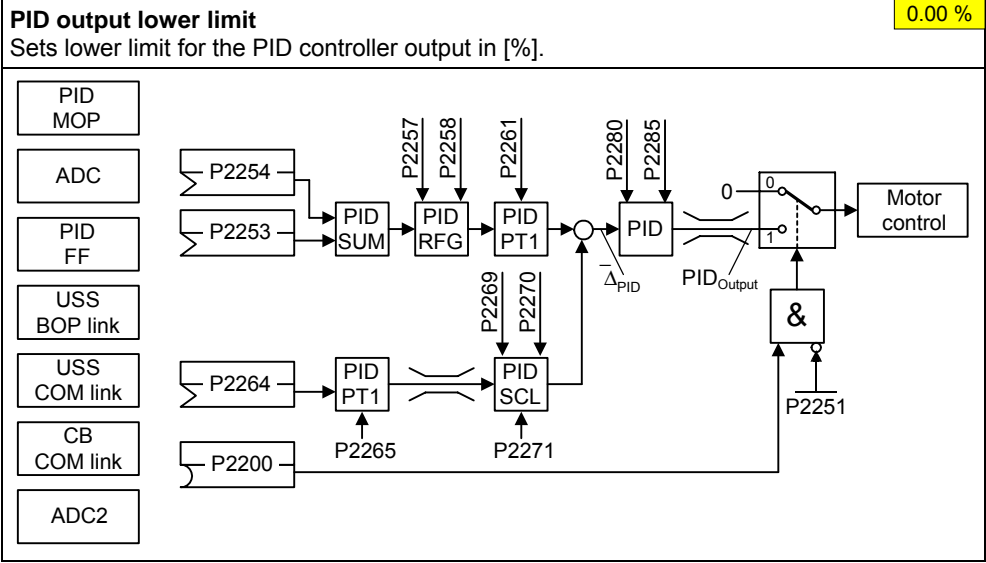 PID output lower limit
0.00 %
Sets lower limit for the PID controller output in [%].
PID
MOP
ADC
PID
FF
USS
BOP link
USS
COM link
CB
COM link
ADC2
P2254
P2253
PID
SUM
P2257
P2258
PID
RFG
P2261
PID
PT1
Δ PID
P2280
P2285
PID
PID Output
0
0
1
Motor
control
&
P2251
P2264
PID
PT1
P2265
P2269
P2270
PID
SCL
P2271
P2200